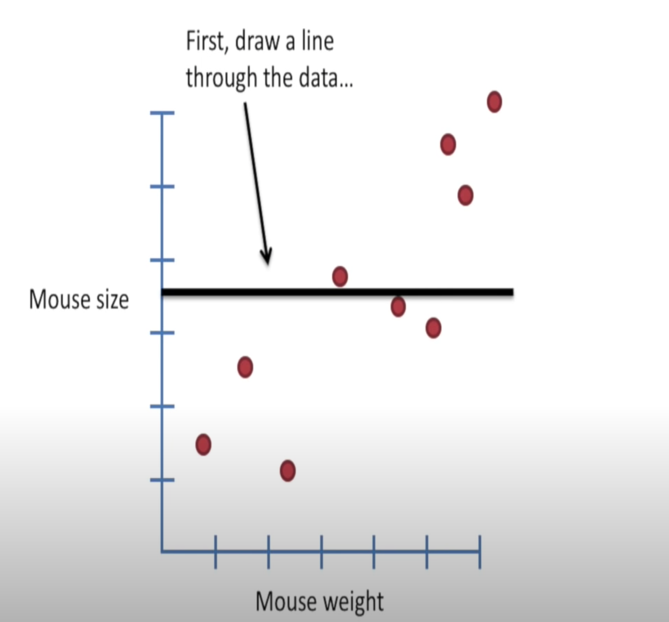 First, draw a line
through the data...
Mouse size
Mouse weight